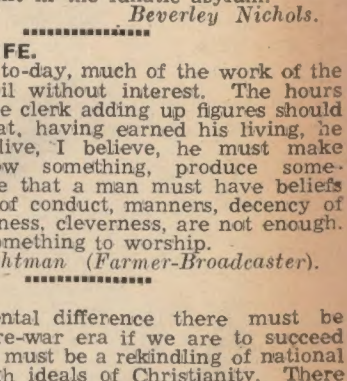 Beverley Nichols.
FE.
to-day, much of the work of the
il without interest. The hours
e clerk adding up figures should
at, having earned his living, he
live, I believe, he must make
ow something, produce some-
e that a man must have beliefs
of conduct, manners, decency of
ness, cleverness, are not enough.
omething to worship.
htman (Farmer-Broadcaster).
ental difference there must be
re-war era if we are to succeed
must be a rekindling of national
h ideals of Christianity. There